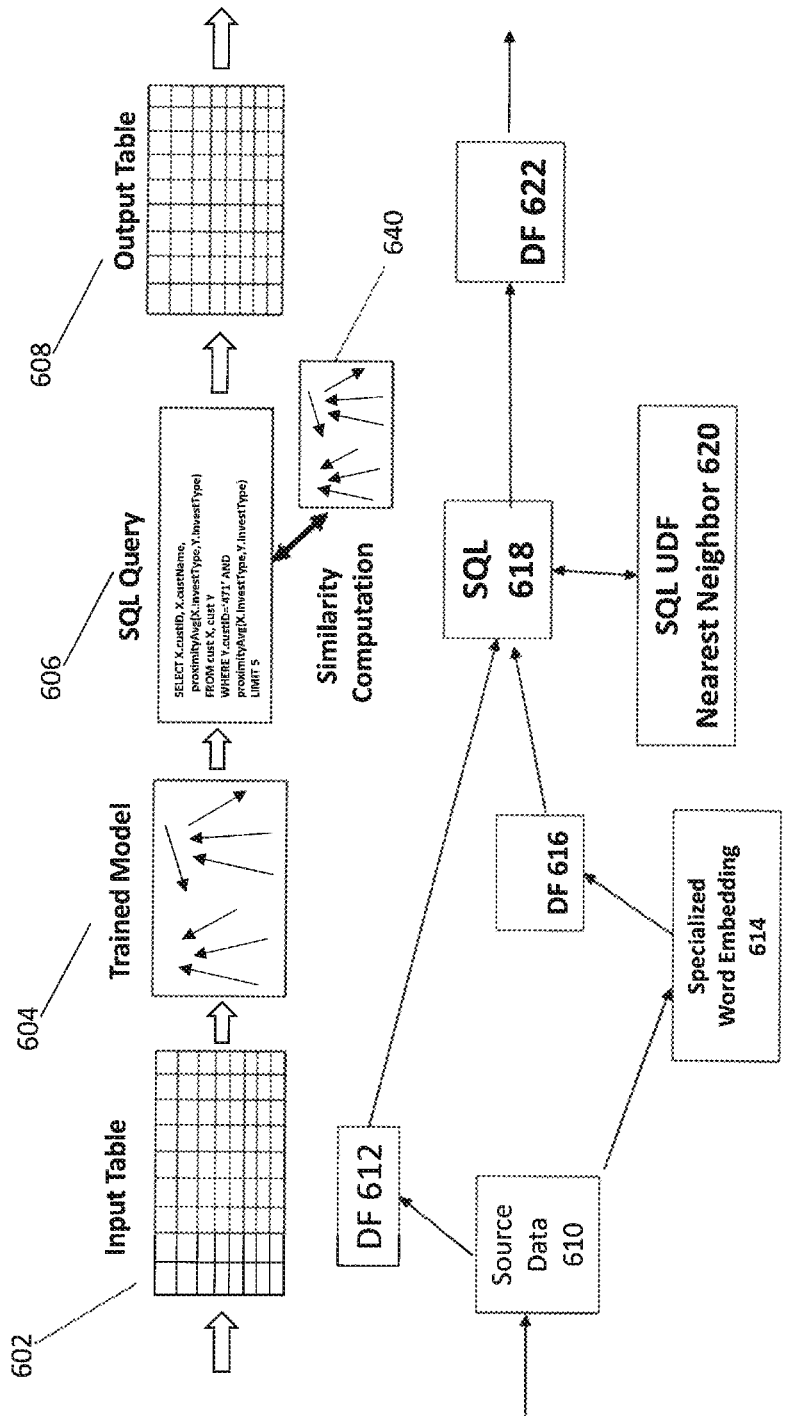 602
Input Table
604
Trained Model
606
SQL Query
SELECT X.custID, X.custName,
proximityAvg(X.InvestType,Y.InvestType)
FROM cust X, cust Y
WHERE Y.custID='471' AND
proximityAvg(X.InvestType,Y.InvestType)
LIMIT 5
608
Output Table
Similarity
Computation
640
Source
Data
610
DF 612
Specialized
Word Embedding
614
DF 616
SQL
618
SQL UDF
Nearest Neighbor 620
DF 622